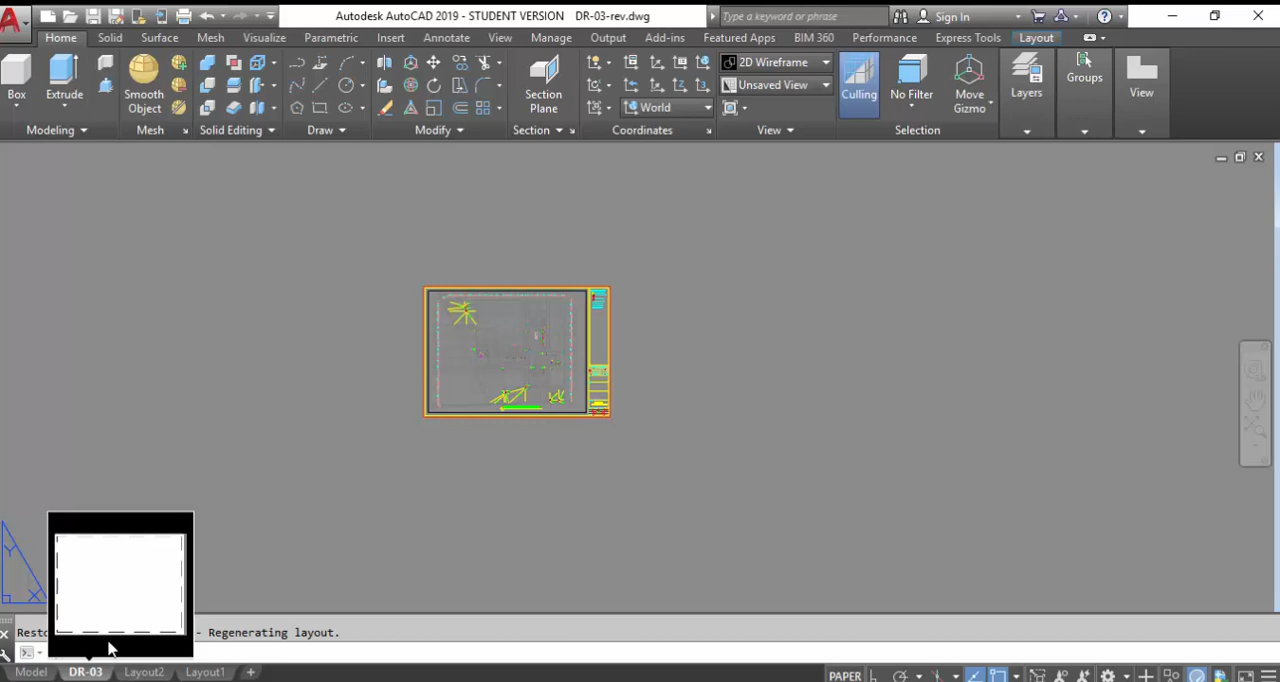 Autodesk AutoCAD 2019 - STUDENT VERSION DR-03-rev.dwg Type a keyword or phrase Sign In
Home Solid Surface Mesh Visualize Parametric Insert Annotate View Manage Output Add-ins Featured Apps BIM 360 Performance Express Tools Layout
2D Wireframe
Box Extrude Smooth Object Section Plane Unsaved View Culling No Filter Move Gizmo Layers Groups View
World
Modeling Mesh Solid Editing Draw Modify Section Coordinates View Selection
Y
X
Resto - Regenerating layout.
Model DR-03 Layout2 Layout1 + PAPER